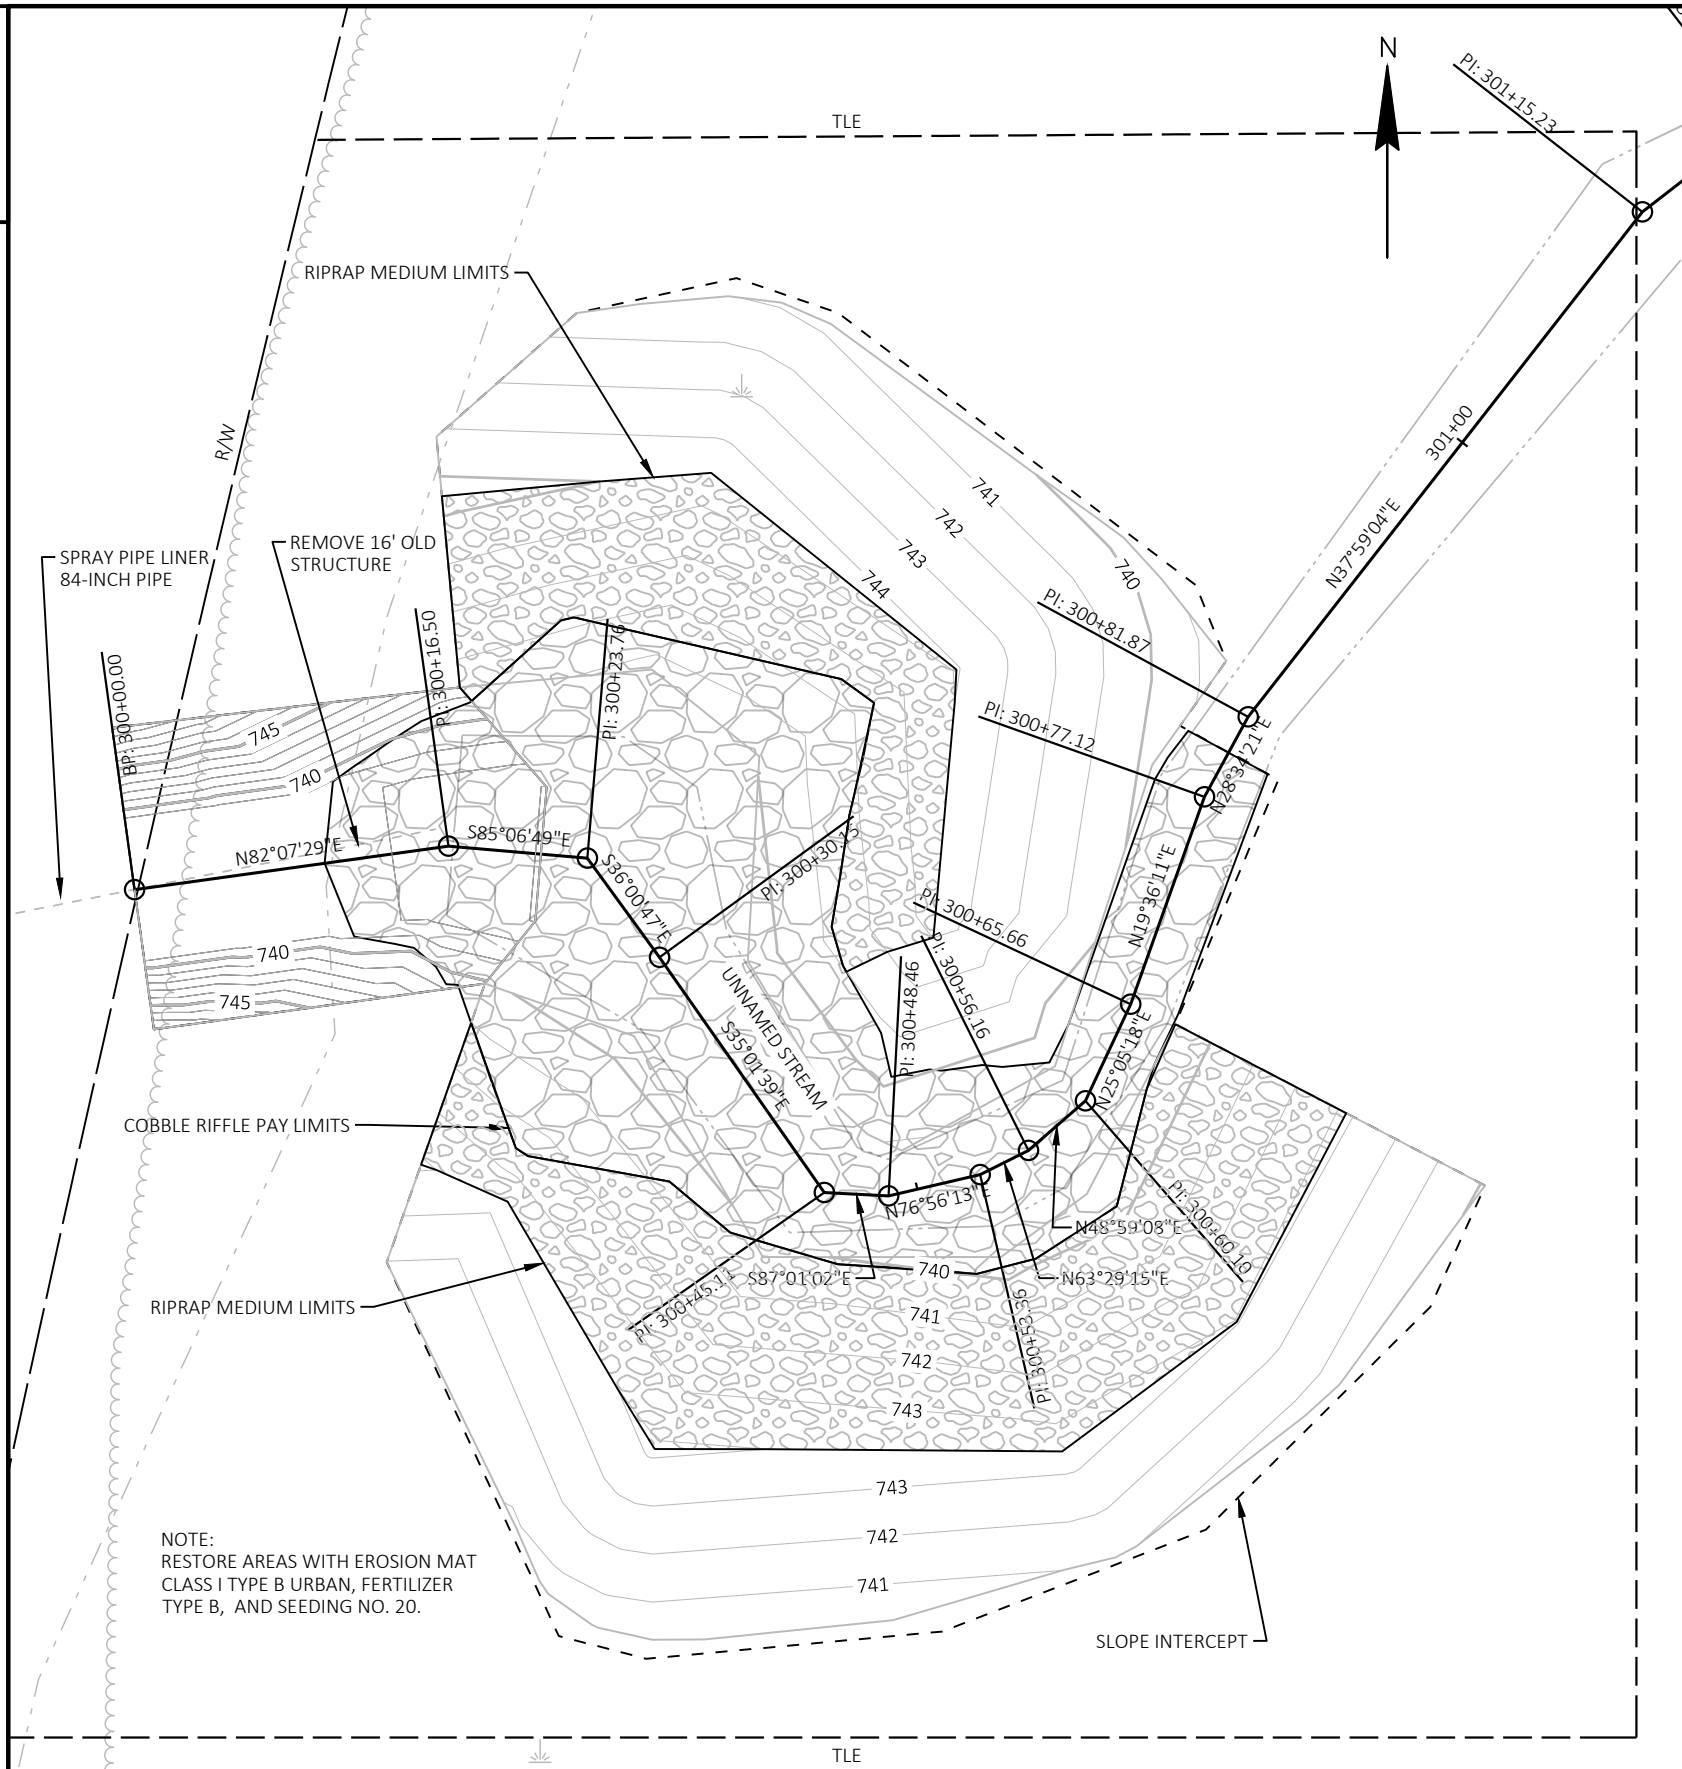 N
PI: 301+15.23
TLE
RIPRAP MEDIUM LIMITS
R/W
301+00
741
742
743
744
740
N37°59'04"E
SPRAY PIPE LINER
84-INCH PIPE
REMOVE 16' OLD
STRUCTURE
PI: 300+81.87
PI: 300+16.50
PI: 300+23.76
BP: 300+00.00
PI: 300+77.12
N28°34'21"E
745
740
N82°07'29"E
S85°06'49"E
S36°00'47"E
PI: 300+30.15
PI: 300+65.66
N19°36'11"E
740
745
UNNAMED STREAM
S35°01'39"E
PI: 300+48.46
PI: 300+56.16
N25°05'18"E
COBBLE RIFFLE PAY LIMITS
N76°56'13"E
N48°59'08"E
PI: 300+60.10
S87°01'02"E
740
N63°29'15"E
RIPRAP MEDIUM LIMITS
PI: 300+45.11
741
PI: 300+53.36
742
743
743
742
741
NOTE:
RESTORE AREAS WITH EROSION MAT
CLASS I TYPE B URBAN, FERTILIZER
TYPE B, AND SEEDING NO. 20.
SLOPE INTERCEPT
TLE